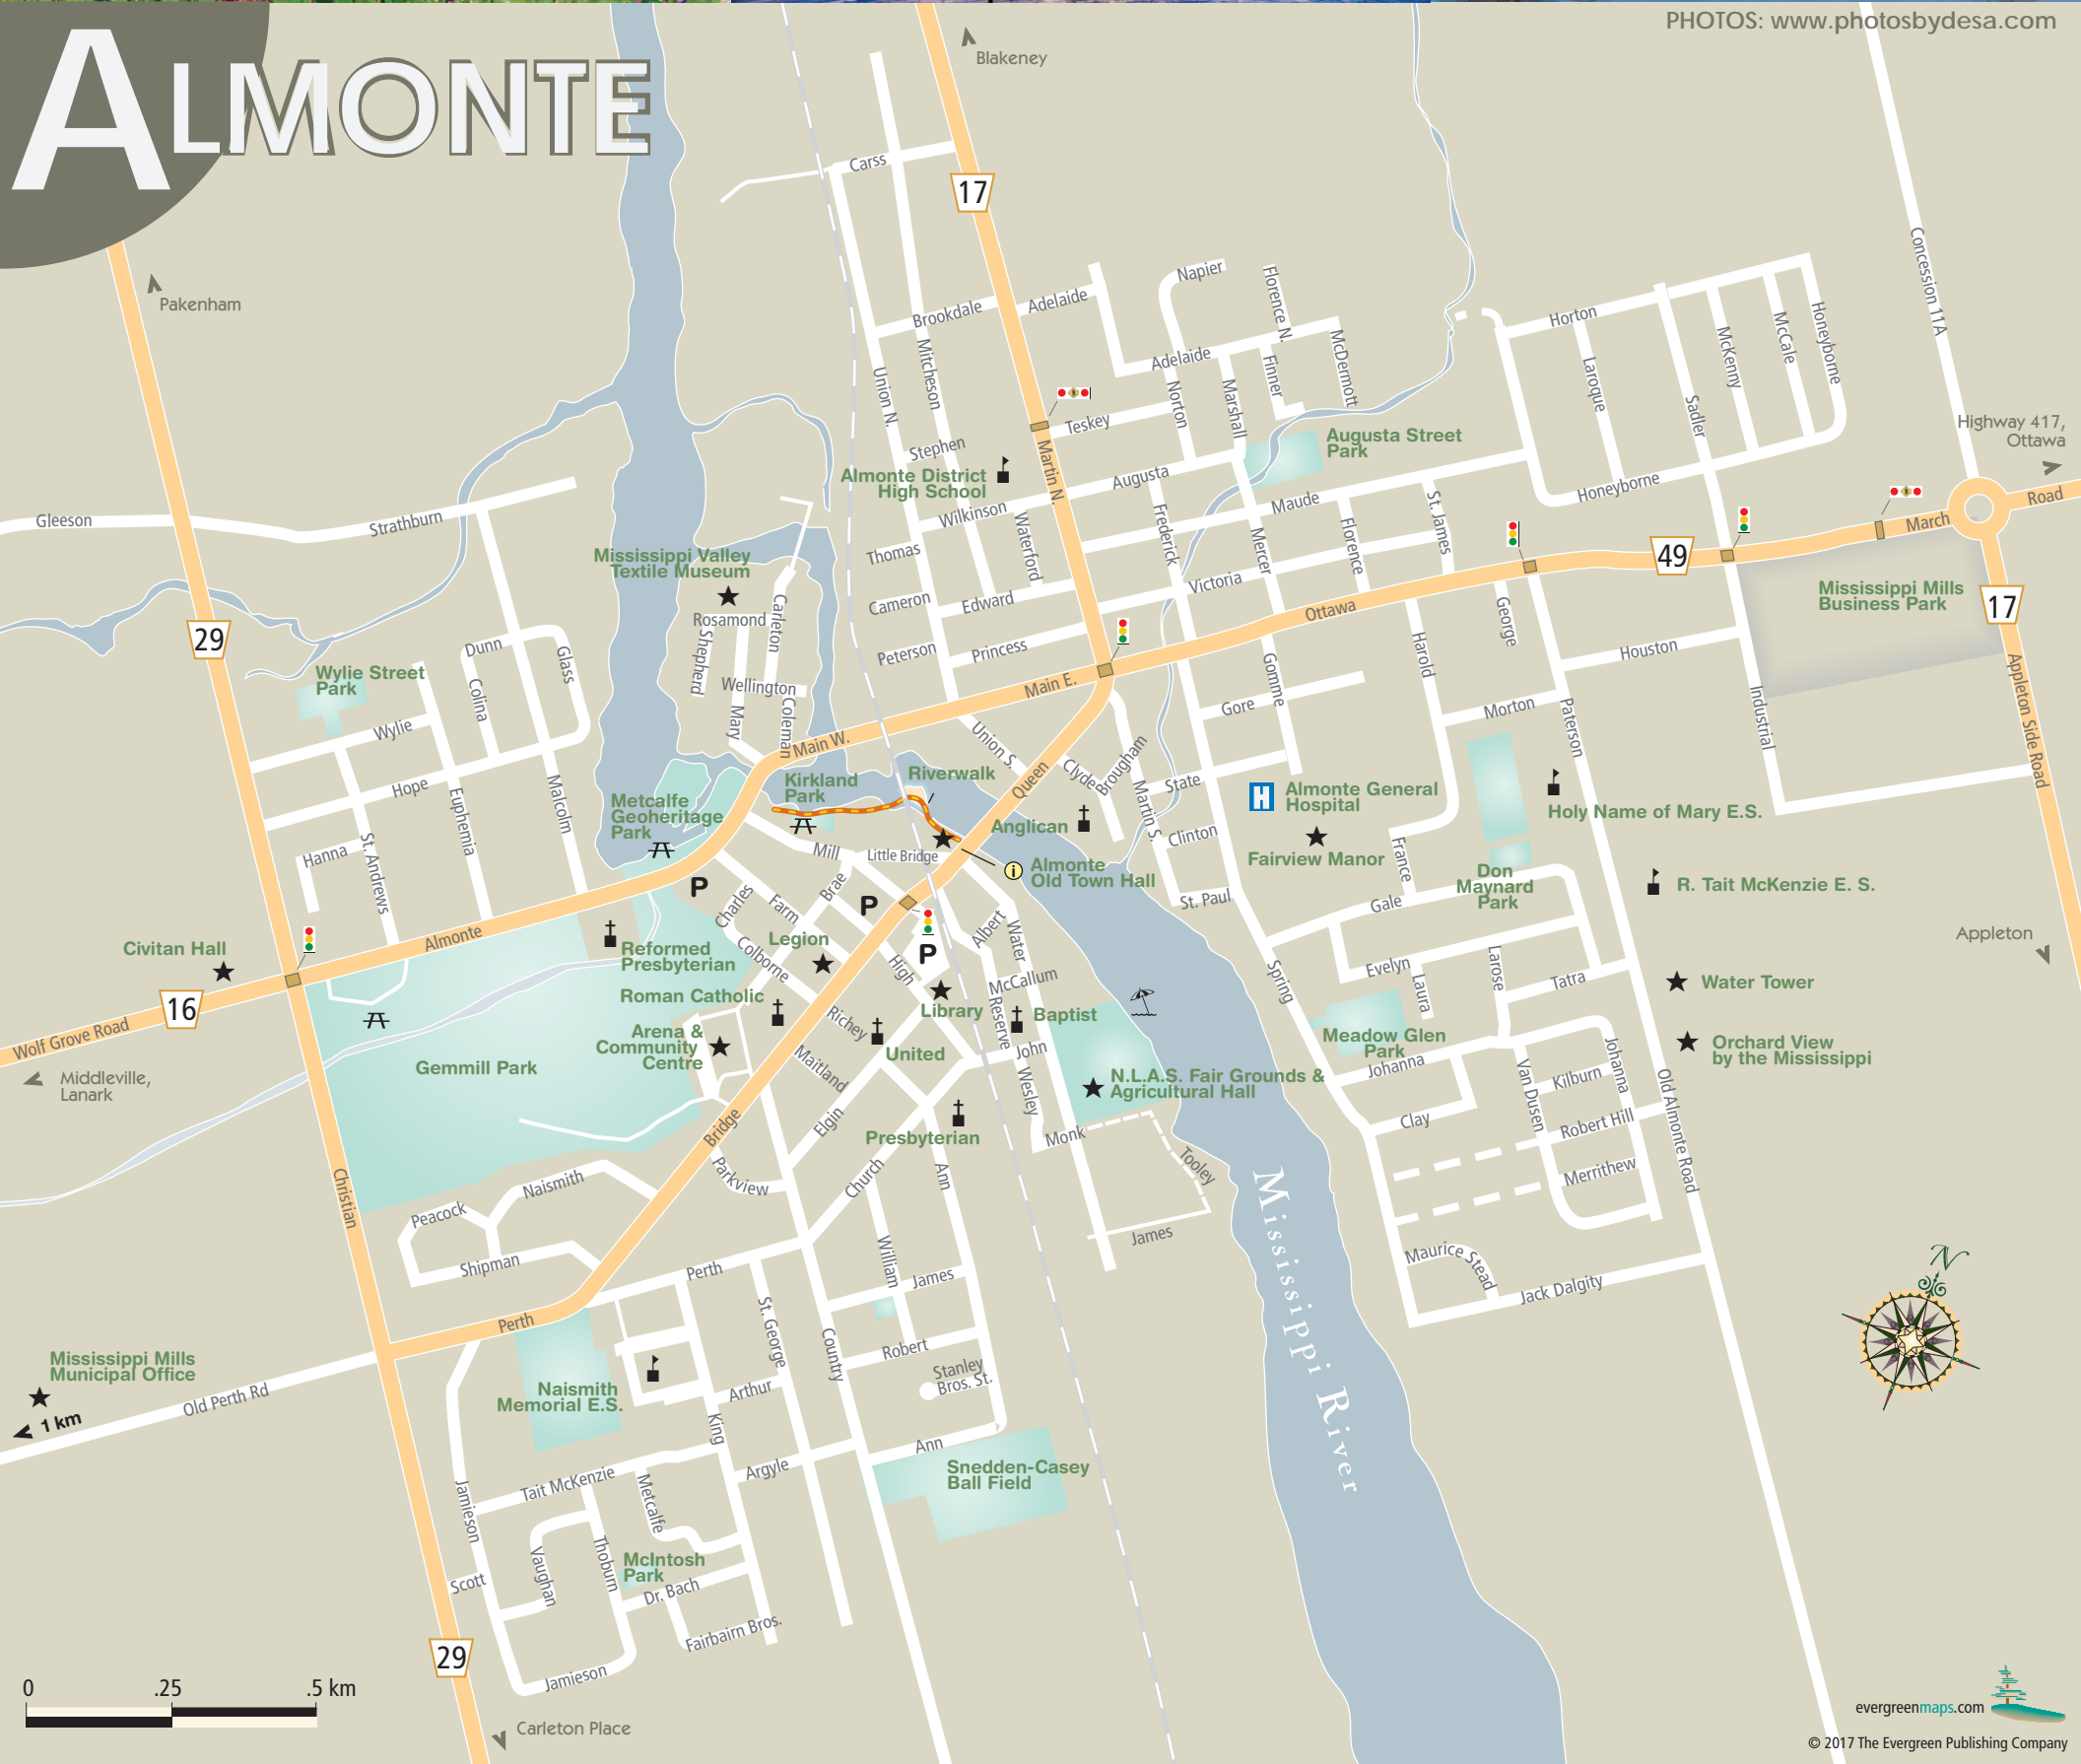 PHOTOS: www.photosbydesa.com
ALMONTE
Blakeney
Carss
17
Pakenham
Napier
Florence N.
Concession 11A
Brookdale
Adelaide
Horton
Honeyborne
McCale
McKenny
Mitcheson
Union N.
Adelaide
Finner
McDermott
Laroque
Sadler
Norton
Marshall
Teskey
Highway 417,
Ottawa
Martin N.
Stephen
Augusta Street
Park
Almonte District
High School
Augusta
Honeyborne
Maude
St. James
Road
March
Gleeson
Strathburn
Wilkinson
Waterford
Frederick
Mercer
Florence
49
Mississippi Valley
Textile Museum
Thomas
Victoria
Mississippi Mills
Business Park
17
Rosamond
Carleton
Cameron
Edward
Ottawa
George
29
Shepherd
Peterson
Princess
Harold
Houston
Dunn
Glass
Wylie Street
Park
Colina
Wellington
Mary
Coleman
Main E.
Gomme
Gore
Morton
Paterson
Industrial
Appleton Side Road
Wylie
Main W.
Union S.
Clyde
Brougham
Hope
Euphemia
Malcolm
Kirkland
Park
Riverwalk
Queen
State
Martin S.
Almonte General
Hospital
Holy Name of Mary E.S.
Metcalfe
Geoheritage
Park
Anglican
Clinton
Fairview Manor
France
Hanna
St. Andrews
Mill
Little Bridge
Almonte
Old Town Hall
Don
Maynard
Park
R. Tait McKenzie E. S.
P
Charles
Farm
Brae
P
St. Paul
Gale
Civitan Hall
Almonte
Reformed
Presbyterian
Legion
Colborne
High
P
Albert
Water
Appleton
Spring
Evelyn
Laura
Larose
Tatra
Water Tower
16
Roman Catholic
McCallum
Library
Reserve
Baptist
Wolf Grove Road
Arena &
Community
Centre
Richey
United
John
Meadow Glen
Park
Orchard View
by the Mississippi
Middleville,
Lanark
Gemmill Park
Maitland
Wesley
N.L.A.S. Fair Grounds &
Agricultural Hall
Johanna
Johanna
Van Dusen
Kilburn
Old Almonte Road
Bridge
Elgin
Presbyterian
Monk
Clay
Robert Hill
Christian
Naismith
Parkview
Church
Ann
Tooley
Merrithew
Peacock
Mississippi River
Shipman
Perth
William
James
James
Maurice Stead
Jack Dalgity
N
Perth
St. George
Country
Robert
Mississippi Mills
Municipal Office
1 km
Old Perth Rd
Naismith
Memorial E.S.
Arthur
Stanley
Bros. St.
King
Ann
Argyle
Snedden-Casey
Ball Field
Tait McKenzie
Metcalfe
Jamieson
Vaughan
Thoburn
McIntosh
Park
Scott
Dr. Bach
Fairbairn Bros.
29
Jamieson
0 .25 .5 km
Carleton Place
evergreenmaps.com
© 2017 The Evergreen Publishing Company